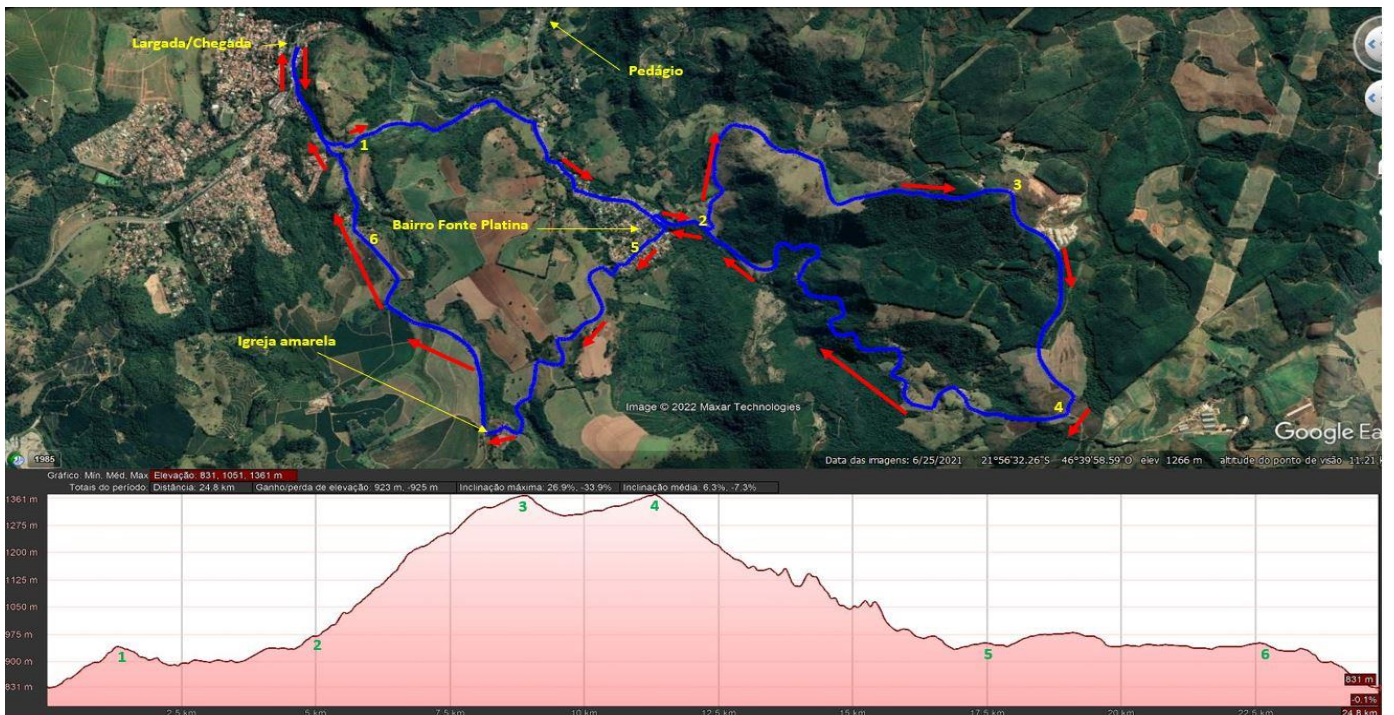 Largada/Chegada
Pedágio
1
3
Bairro Fonte Platina
2
5
6
Igreja amarela
4
Image © 2022 Maxar Technologies
Google Ea
1985
Data das imagens: 6/25/2021 21°56'32.26"S 46°39'58.59"O elev 1266 m altitude do ponto de visão 11.21 k
Gráfico: Mín, Méd, Máx Elevação: 831, 1051, 1361 m
Totais do período: Distância: 24.8 km Ganho/perda de elevação: 923 m, -925 m Inclinação máxima: 26.9%, -33.9% Inclinação média: 6.3%, -7.3%
1361 m
1275 m
1200 m
1125 m
1050 m
975 m
900 m
831 m
1
2
3
4
5
6
831 m
-0.1%
2.5 km
5 km
7.5 km
10 km
12.5 km
15 km
17.5 km
20 km
22.5 km
24.8 km